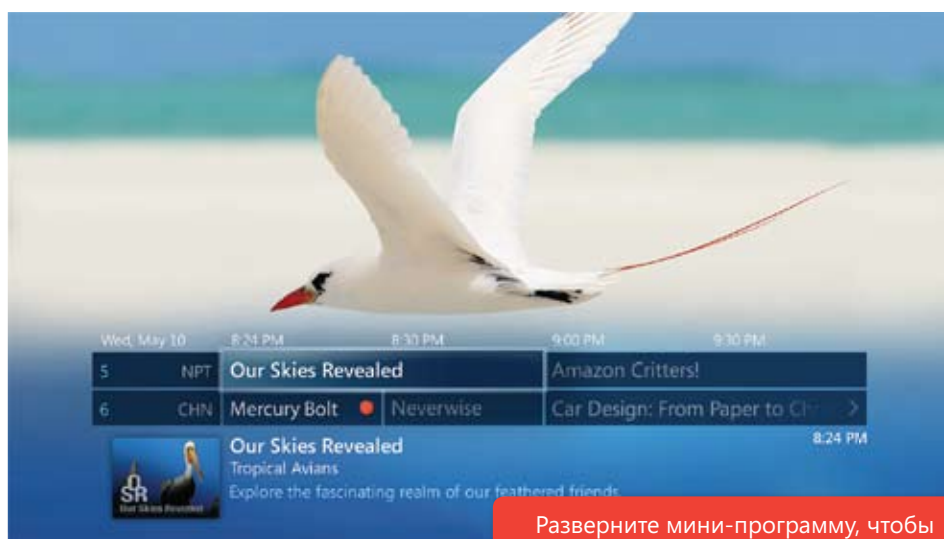 Wed, May 10 8:24 PM 8:30 PM 9:00 PM 9:30 PM
5 NPT Our Skies Revealed Amazon Critters!
6 CHN Mercury Bolt Neverwise Car Design: From Paper to
Our Skies Revealed 8:24 PM
Tropical Avians
Explore the fascinating realm of our feathered friends
OSR
Our Skies Revealed
Разверните мини-программу, чтобы